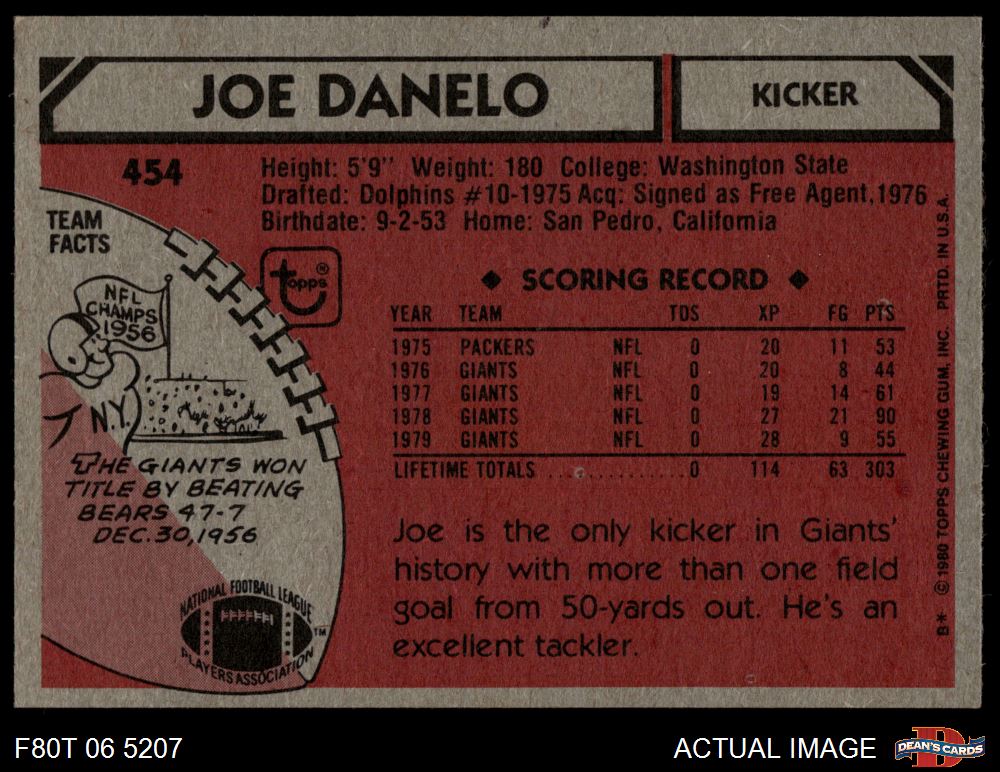 JOE DANELO
KICKER
454
Height: 5'9'' Weight: 180 College: Washington State
Drafted: Dolphins #10-1975 Acq: Signed as Free Agent, 1976
Birthdate: 9-2-53 Home: San Pedro, California
TEAM
FACTS
NFL
CHAMPS
1956
N.Y.
THE GIANTS WON
TITLE BY BEATING
BEARS 47-7
DEC. 30, 1956
topps®
◆ SCORING RECORD ◆
YEAR TEAM TDS XP FG PTS
1975 PACKERS NFL 0 20 11 53
1976 GIANTS NFL 0 20 8 44
1977 GIANTS NFL 0 19 14 61
1978 GIANTS NFL 0 27 21 90
1979 GIANTS NFL 0 28 9 55
LIFETIME TOTALS 0 114 63 303
Joe is the only kicker in Giants'
history with more than one field
goal from 50-yards out. He's an
excellent tackler.
NATIONAL FOOTBALL LEAGUE
PLAYERS ASSOCIATION
TM
B* © 1980 TOPPS CHEWING GUM, INC. PRTD. IN U.S.A.
F80T 06 5207
ACTUAL IMAGE
D
DEAN'S CARDS